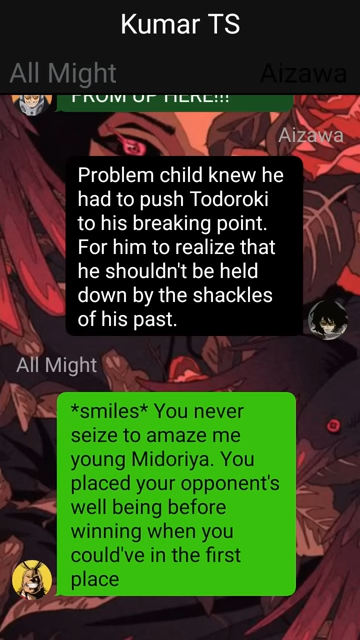 Kumar TS
All Might
Aizawa
FROM UP HERE!!!
Aizawa
Problem child knew he
had to push Todoroki
to his breaking point.
For him to realize that
he shouldn't be held
down by the shackles
of his past.
All Might
*smiles* You never
seize to amaze me
young Midoriya. You
placed your opponent's
well being before
winning when you
could've in the first
place